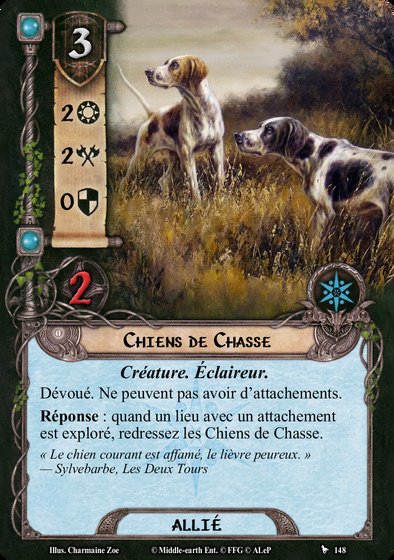 3
2
2
0
2
CHIENS DE CHASSE
Créature. Éclaireur.
Dévoué. Ne peuvent pas avoir d'attachements.
Réponse : quand un lieu avec un attachement
est exploré, redressez les Chiens de Chasse.
« Le chien courant est affamé, le lièvre peureux. »
— Sylvebarbe, Les Deux Tours
ALLIÉ
Illus. Charmaine Zoe © Middle-earth Ent. © FFG © ALeP 148